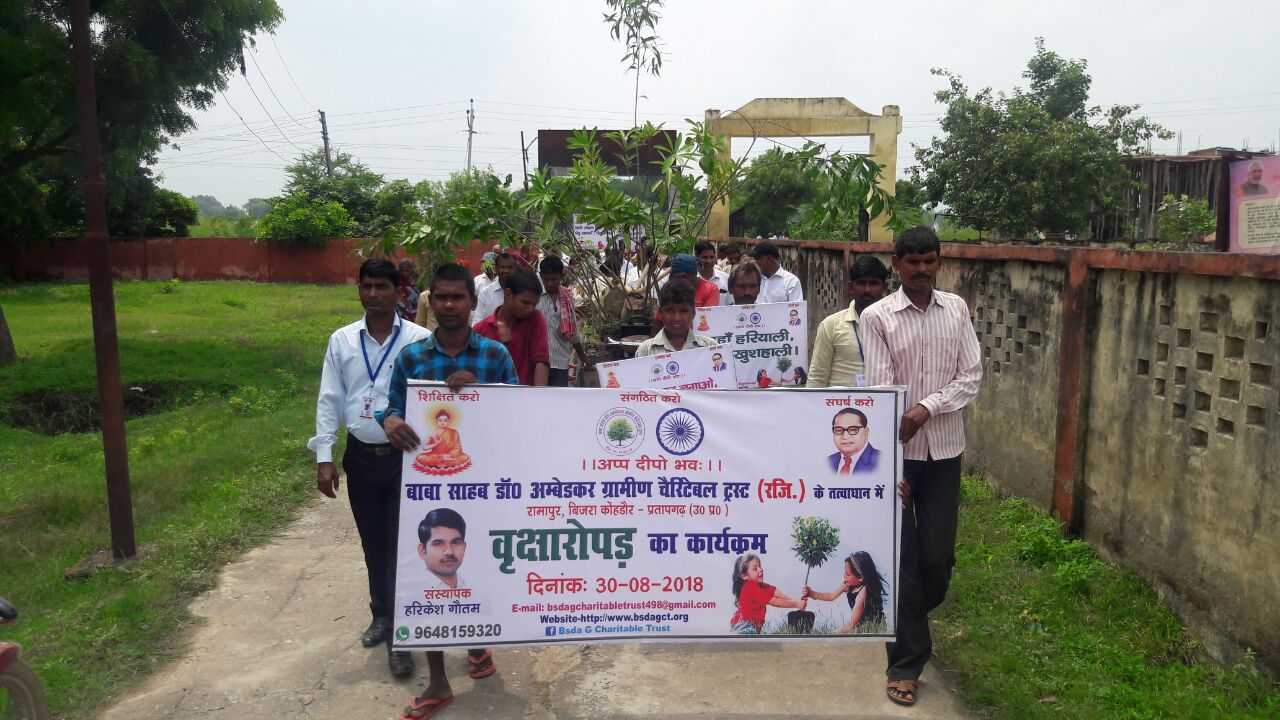 जहाँ हरियाली,
खुशहाली।
शिक्षित करो
संगठित करो
संघर्ष करो
।।अप्प दीपो भवः।।
बाबा साहब डॉ0 अम्बेडकर ग्रामीण चैरिटेबल ट्रस्ट (रजि.) के तत्वाधान में
रामापुर, बिजरा कोंहडौर - प्रतापगढ़ (उ0 प्र0)
वृक्षारोपड़ का कार्यक्रम
दिनांकः 30-08-2018
संस्थापक
हरिकेश गौतम
9648159320
E-mail: bsdagcharitabletrust498@gmail.com
Website-http://www.bsdagct.org
Bsda G Charitable Trust